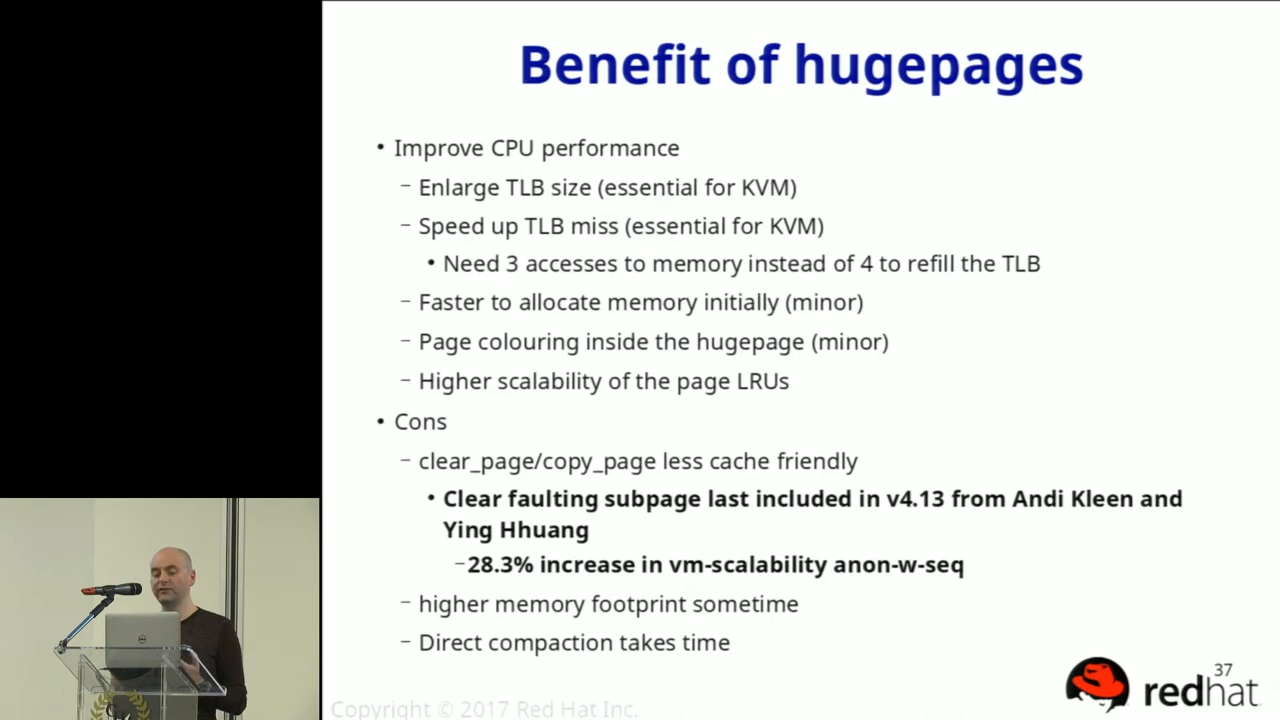 Benefit of hugepages
• Improve CPU performance
– Enlarge TLB size (essential for KVM)
– Speed up TLB miss (essential for KVM)
• Need 3 accesses to memory instead of 4 to refill the TLB
– Faster to allocate memory initially (minor)
– Page colouring inside the hugepage (minor)
– Higher scalability of the page LRUs
• Cons
– clear_page/copy_page less cache friendly
• Clear faulting subpage last included in v4.13 from Andi Kleen and
Ying Hhuang
–28.3% increase in vm-scalability anon-w-seq
– higher memory footprint sometime
– Direct compaction takes time
37
redhat.
Copyright © 2017 Red Hat Inc.